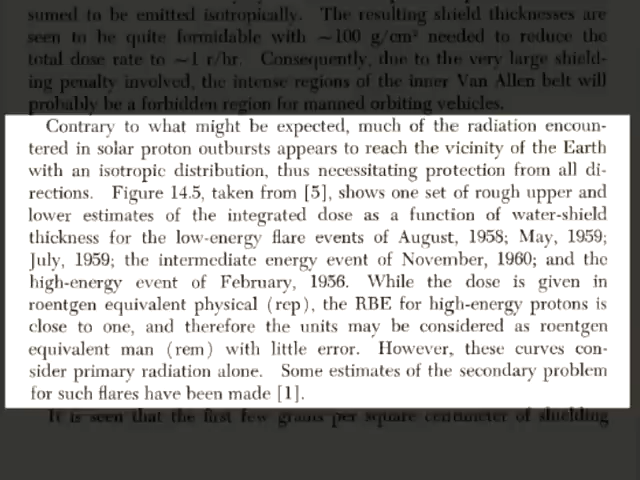 sumed to be emitted isotropically. The resulting shield thicknesses are
seen to be quite formidable with ~100 g/cm² needed to reduce the
total dose rate to ~1 r/hr. Consequently, due to the very large shield-
ing penalty involved, the intense regions of the inner Van Allen belt will
probably be a forbidden region for manned orbiting vehicles.
Contrary to what might be expected, much of the radiation encoun-
tered in solar proton outbursts appears to reach the vicinity of the Earth
with an isotropic distribution, thus necessitating protection from all di-
rections. Figure 14.5, taken from [5], shows one set of rough upper and
lower estimates of the integrated dose as a function of water-shield
thickness for the low-energy flare events of August, 1958; May, 1959;
July, 1959; the intermediate energy event of November, 1960; and the
high-energy event of February, 1956. While the dose is given in
roentgen equivalent physical (rep), the RBE for high-energy protons is
close to one, and therefore the units may be considered as roentgen
equivalent man (rem) with little error. However, these curves con-
sider primary radiation alone. Some estimates of the secondary problem
for such flares have been made [1].
It is seen that the first few grams per square centimeter of shielding